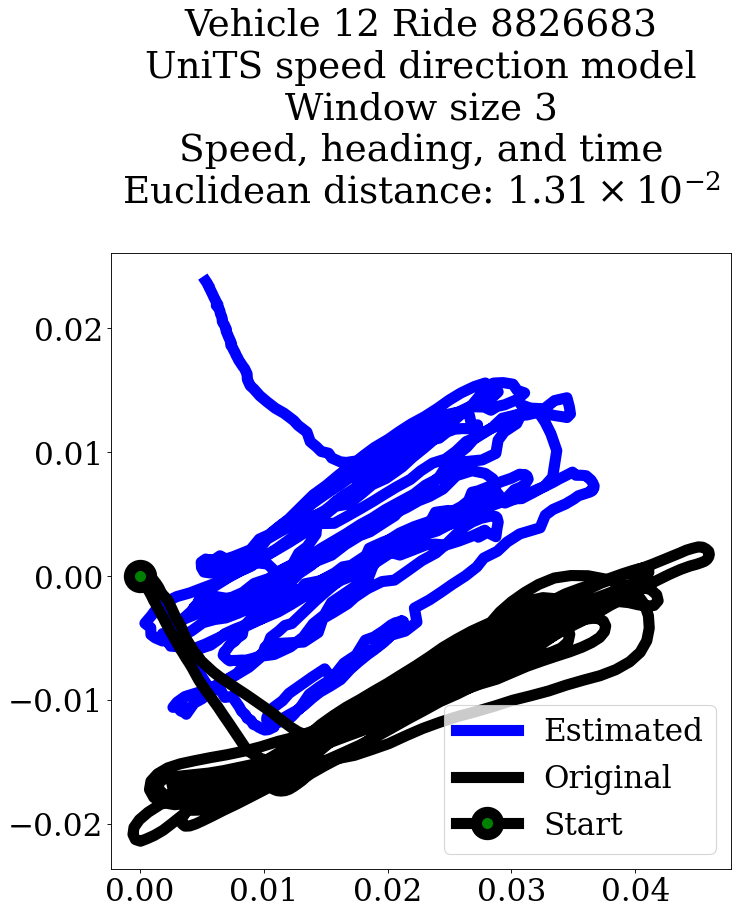 Vehicle 12 Ride 8826683
UniTS speed direction model
Window size 3
Speed, heading, and time
Euclidean distance: 1.31 × 10⁻²
0.02
0.01
0.00
−0.01
−0.02
Estimated
Original
Start
0.00 0.01 0.02 0.03 0.04